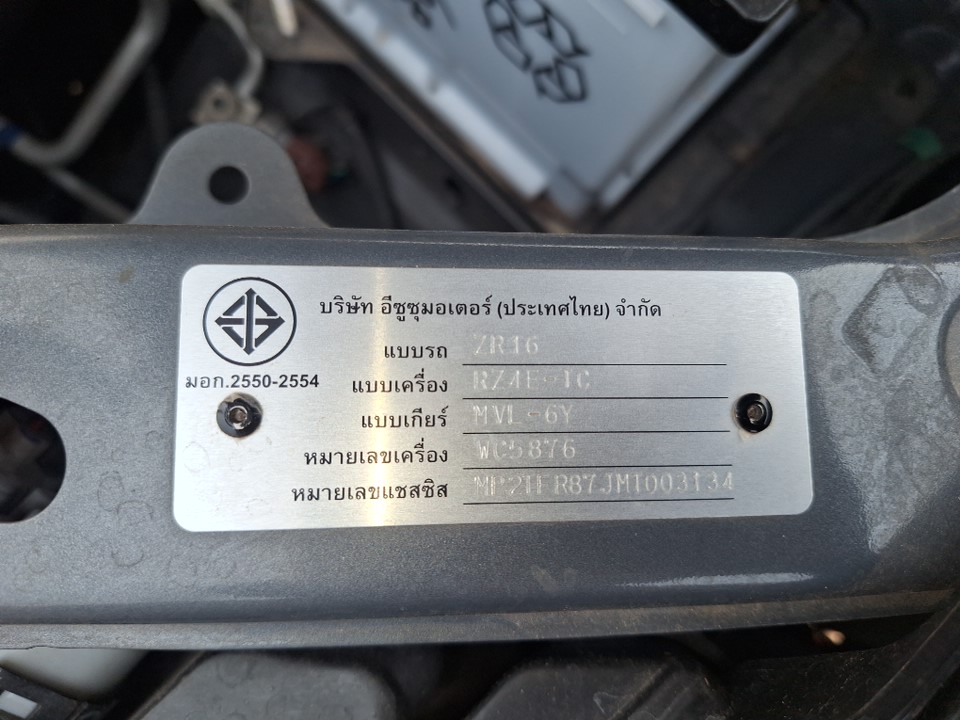 บริษัท อีซูซุมอเตอร์ (ประเทศไทย) จำกัด
มอก.2550-2554
แบบรถ ZR16
แบบเครื่อง RZ4E-TC
แบบเกียร์ MVL-6Y
หมายเลขเครื่อง WC5876
หมายเลขแชสซิส